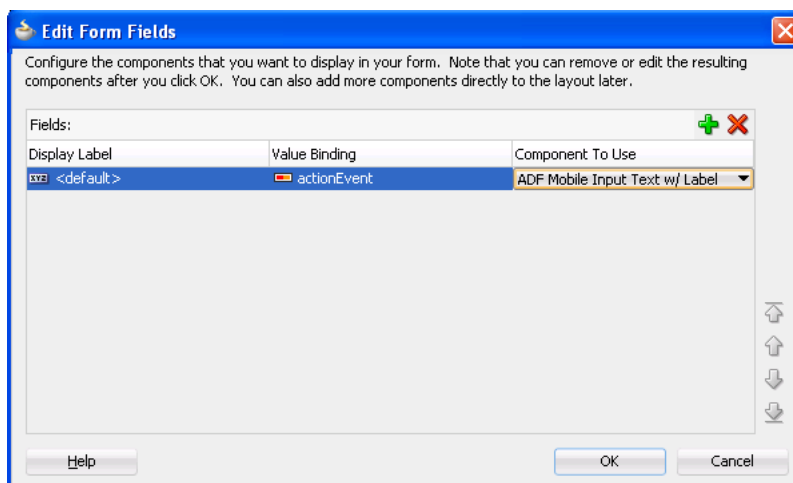 Edit Form Fields
Configure the components that you want to display in your form. Note that you can remove or edit the resulting
components after you click OK. You can also add more components directly to the layout later.
Fields:
Display Label Value Binding Component To Use
XYZ <default> actionEvent ADF Mobile Input Text w/ Label
Help OK Cancel